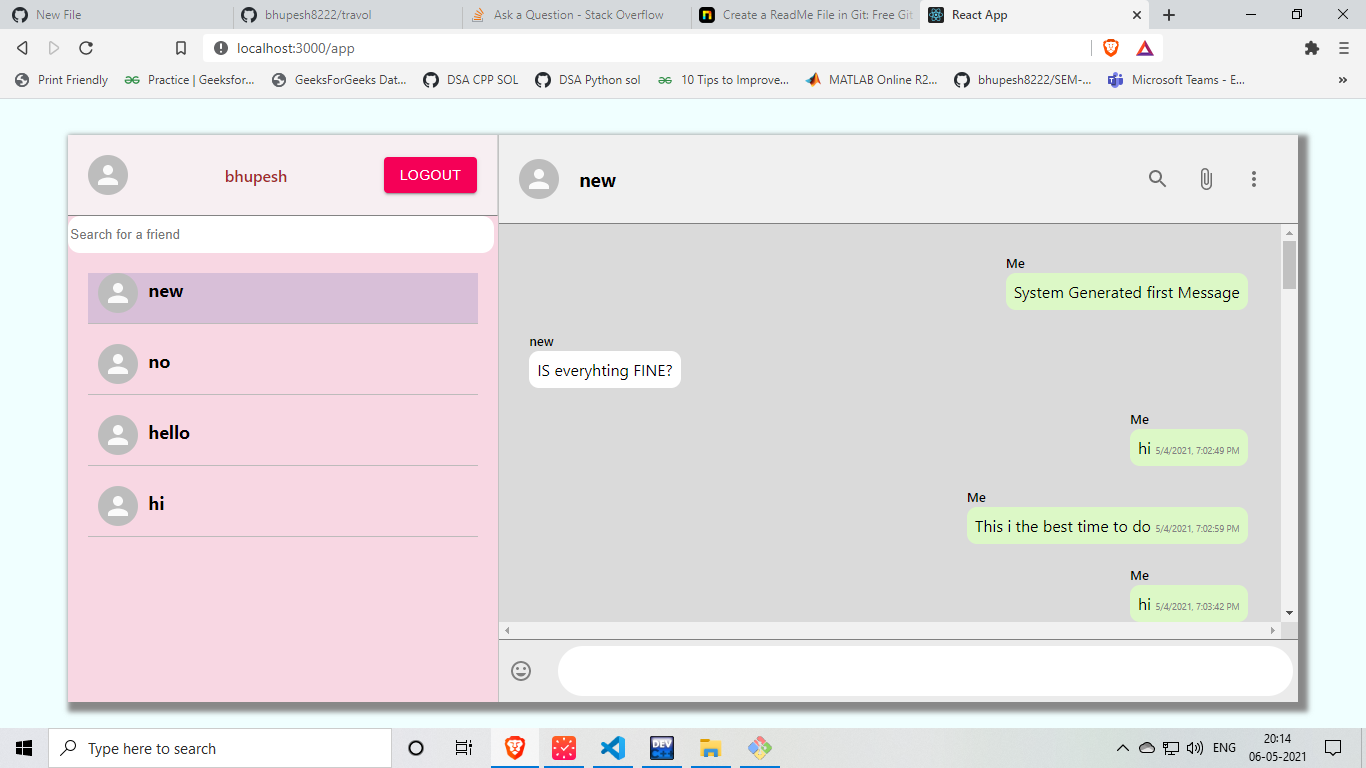 New File
bhupesh8222/travol
Ask a Question - Stack Overflow
Create a ReadMe File in Git: Free Git
React App
localhost:3000/app
Print Friendly
Practice | Geeksfor...
GeeksForGeeks Dat...
DSA CPP SOL
DSA Python sol
10 Tips to Improve...
MATLAB Online R2...
bhupesh8222/SEM-...
Microsoft Teams - E...
»
bhupesh
LOGOUT
new
Search for a friend
new
no
hello
hi
Me
System Generated first Message
new
IS everyhting FINE?
Me
hi 5/4/2021, 7:02:49 PM
Me
This i the best time to do 5/4/2021, 7:02:59 PM
Me
hi 5/4/2021, 7:03:42 PM
Type here to search
DEV
ENG
20:14
06-05-2021